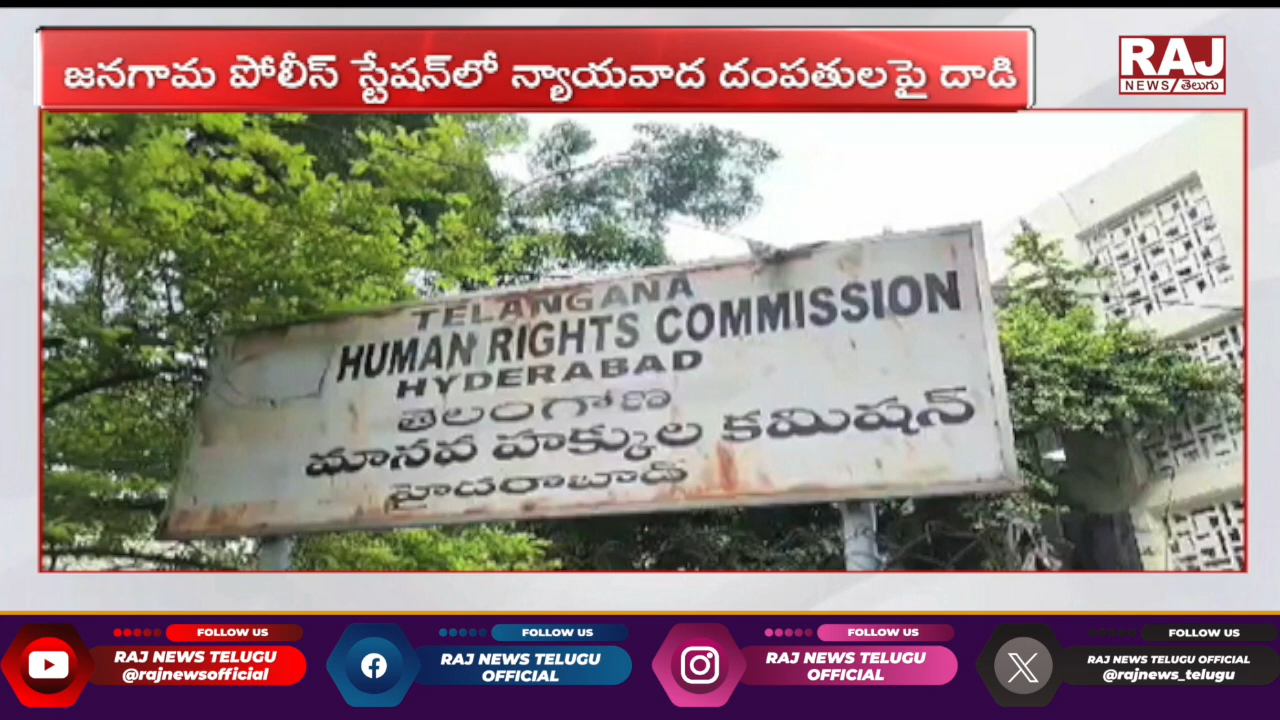 జనగామ పోలీస్ స్టేషన్‌లో న్యాయవాద దంపతులపై దాడి
RAJ
NEWS తెలుగు
TELANGANA
HUMAN RIGHTS COMMISSION
HYDERABAD
తెలంగాణ
మానవ హక్కుల కమిషన్
హైదరాబాద్
FOLLOW US
RAJ NEWS TELUGU
@rajnewsofficial
FOLLOW US
RAJ NEWS TELUGU
OFFICIAL
FOLLOW US
RAJ NEWS TELUGU
OFFICIAL
FOLLOW US
RAJ NEWS TELUGU OFFICIAL
@rajnews_telugu